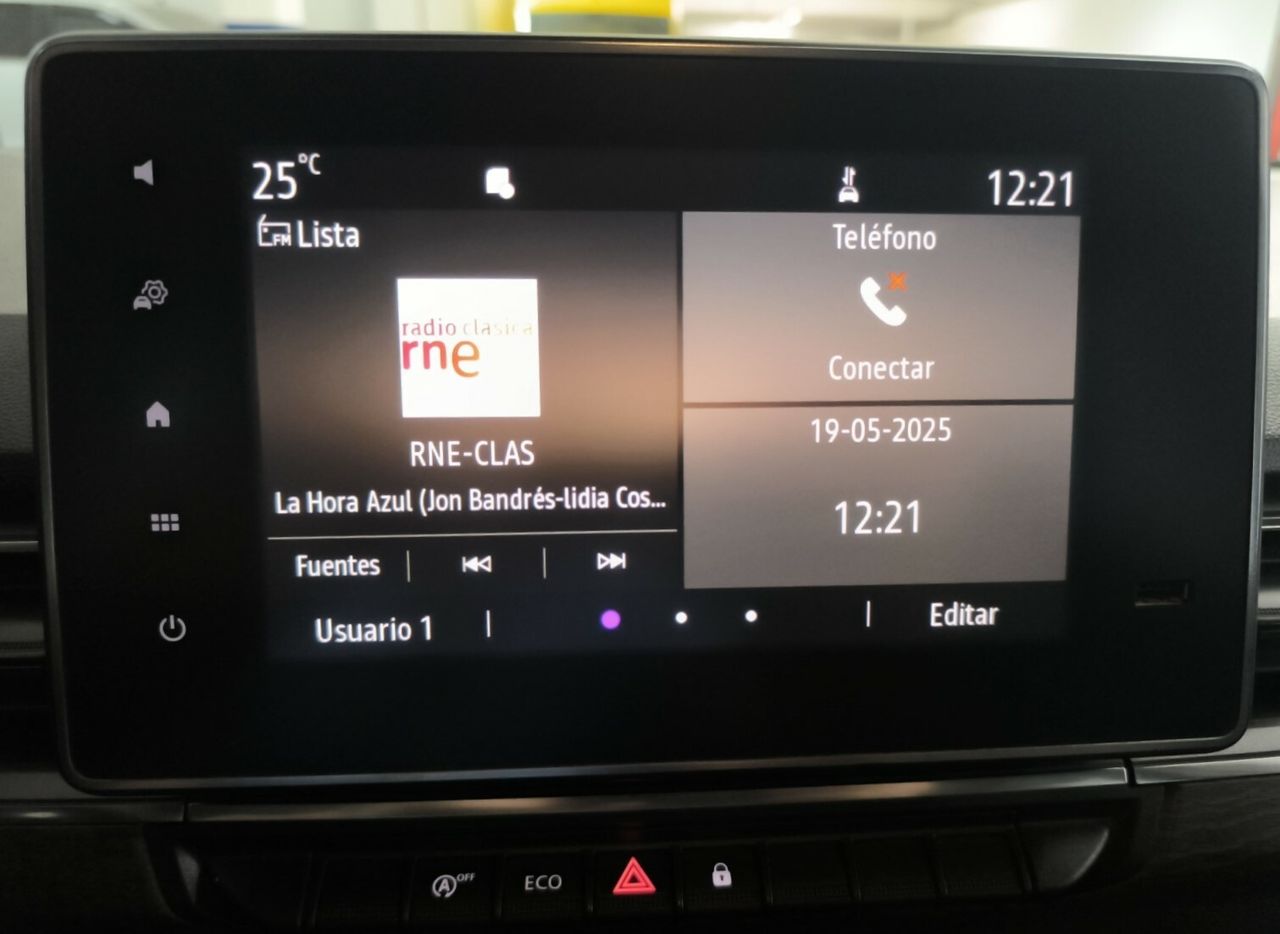 25°C
12:21
FM Lista
radio clasica
rne
RNE-CLAS
La Hora Azul (Jon Bandrés-lidia Cos...
Fuentes
Teléfono
Conectar
19-05-2025
12:21
Usuario 1
Editar
A OFF
ECO